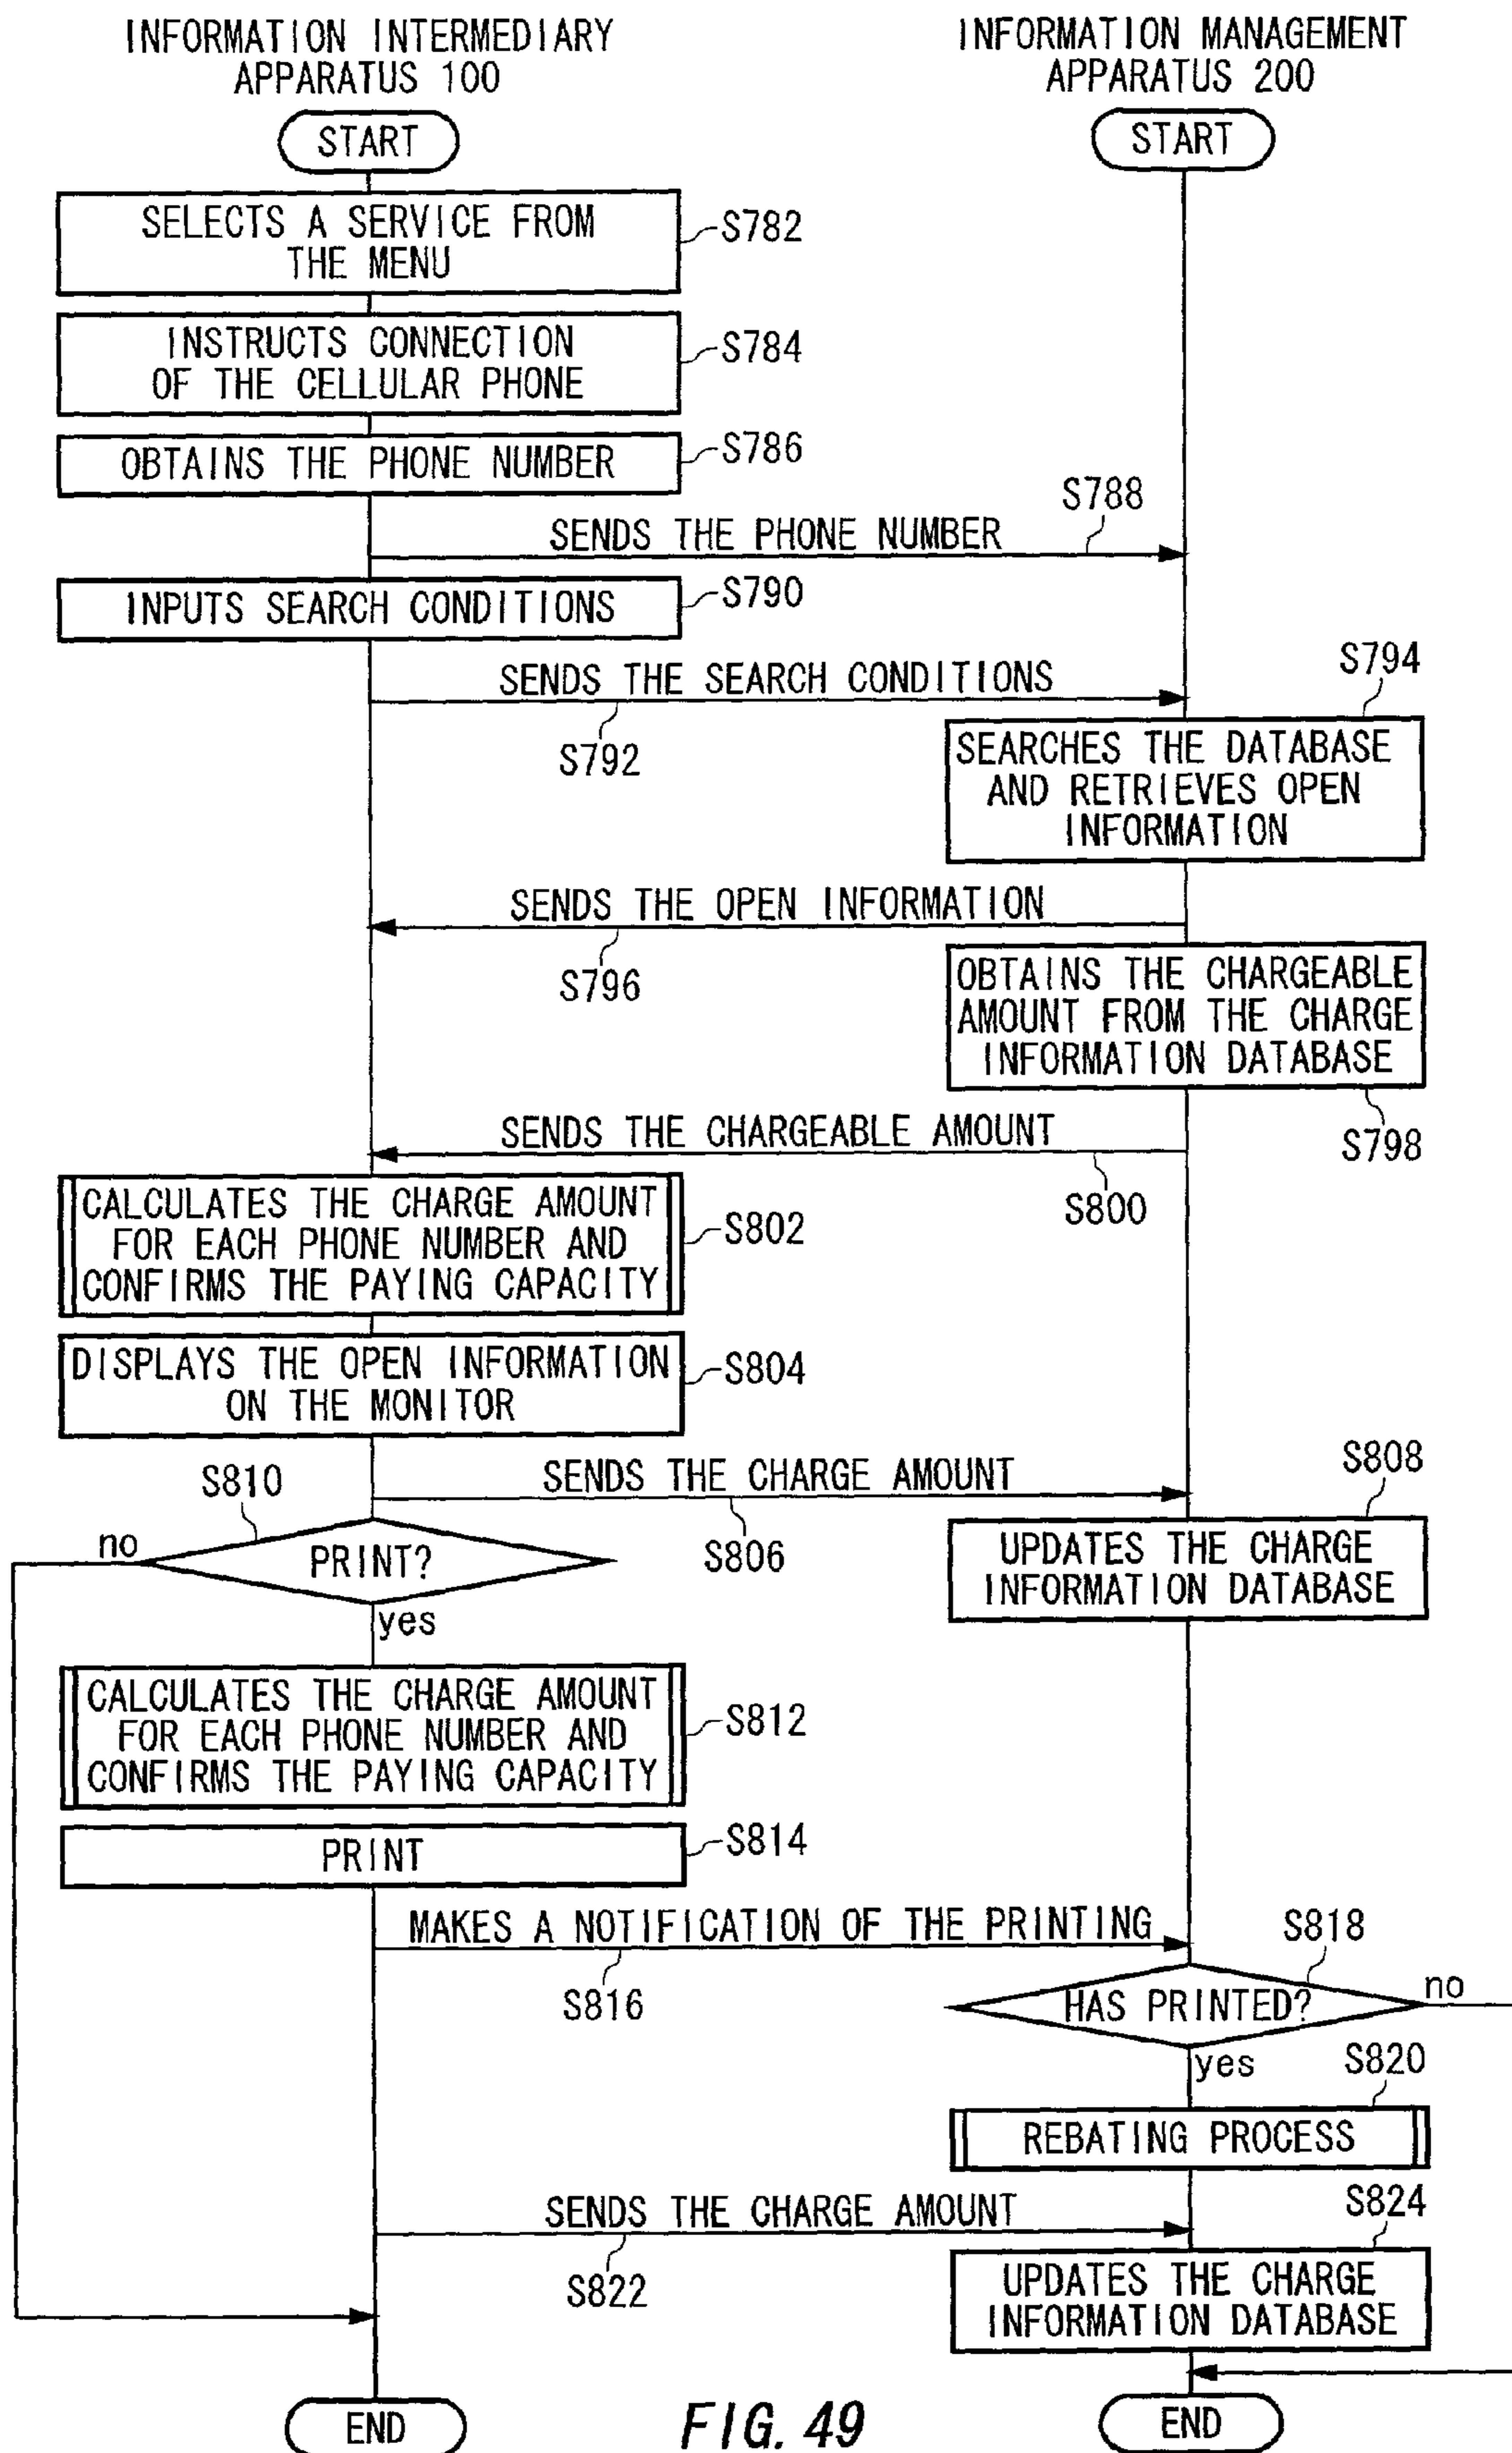 INFORMATION INTERMEDIARY
APPARATUS 100
INFORMATION MANAGEMENT
APPARATUS 200
START
START
SELECTS A SERVICE FROM
THE MENU
S782
INSTRUCTS CONNECTION
OF THE CELLULAR PHONE
S784
OBTAINS THE PHONE NUMBER
S786
S788
SENDS THE PHONE NUMBER
INPUTS SEARCH CONDITIONS
S790
SENDS THE SEARCH CONDITIONS
S792
S794
SEARCHES THE DATABASE
AND RETRIEVES OPEN
INFORMATION
SENDS THE OPEN INFORMATION
S796
OBTAINS THE CHARGEABLE
AMOUNT FROM THE CHARGE
INFORMATION DATABASE
S798
SENDS THE CHARGEABLE AMOUNT
S800
CALCULATES THE CHARGE AMOUNT
FOR EACH PHONE NUMBER AND
CONFIRMS THE PAYING CAPACITY
S802
DISPLAYS THE OPEN INFORMATION
ON THE MONITOR
S804
SENDS THE CHARGE AMOUNT
S806
S808
UPDATES THE CHARGE
INFORMATION DATABASE
S810
no
PRINT?
yes
CALCULATES THE CHARGE AMOUNT
FOR EACH PHONE NUMBER AND
CONFIRMS THE PAYING CAPACITY
S812
PRINT
S814
MAKES A NOTIFICATION OF THE PRINTING
S816
S818
HAS PRINTED?
no
yes
S820
REBATING PROCESS
SENDS THE CHARGE AMOUNT
S822
S824
UPDATES THE CHARGE
INFORMATION DATABASE
END
END
FIG. 49